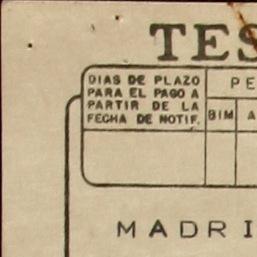 TES
DIAS DE PLAZO
PARA EL PAGO A
PARTIR DE LA
FECHA DE NOTIF.
PE
BIM A
MADRI